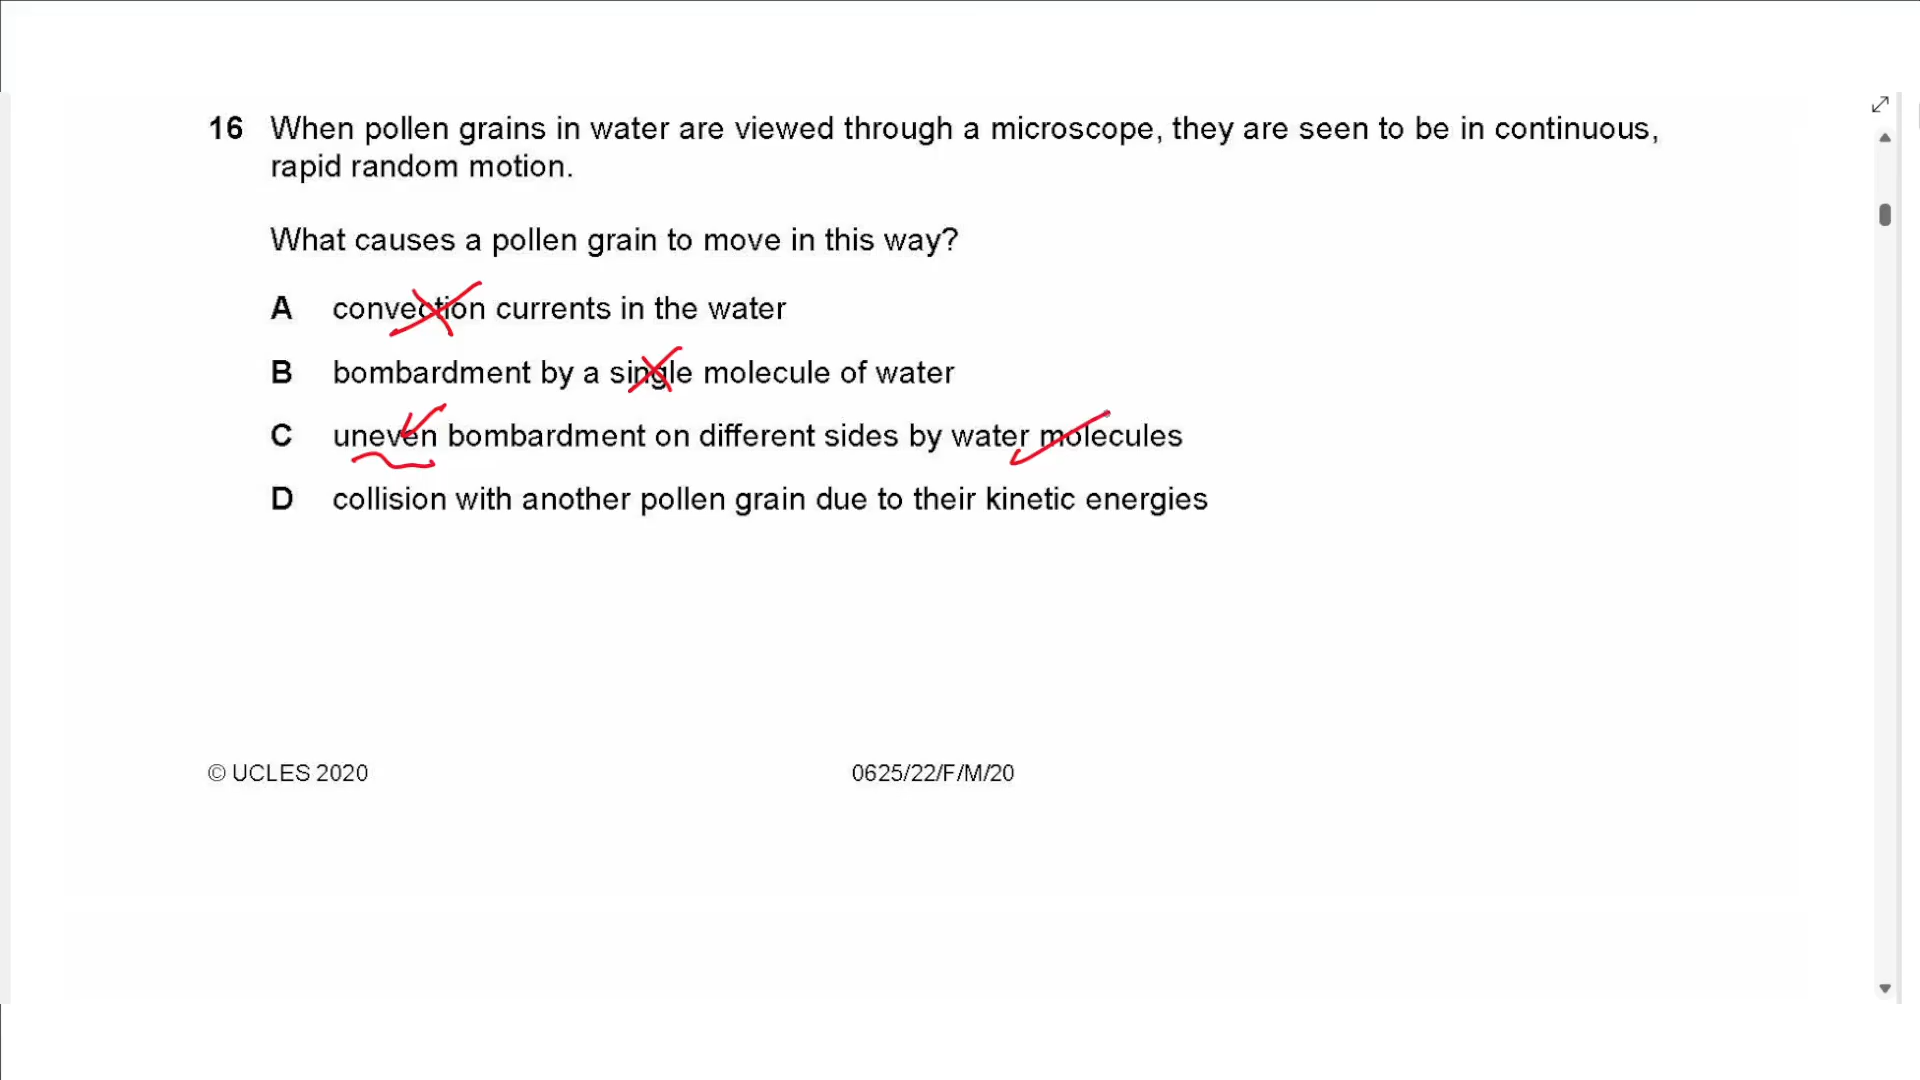 16 When pollen grains in water are viewed through a microscope, they are seen to be in continuous,
rapid random motion.
What causes a pollen grain to move in this way?
A convection currents in the water
B bombardment by a single molecule of water
C uneven bombardment on different sides by water molecules
D collision with another pollen grain due to their kinetic energies
© UCLES 2020 0625/22/F/M/20